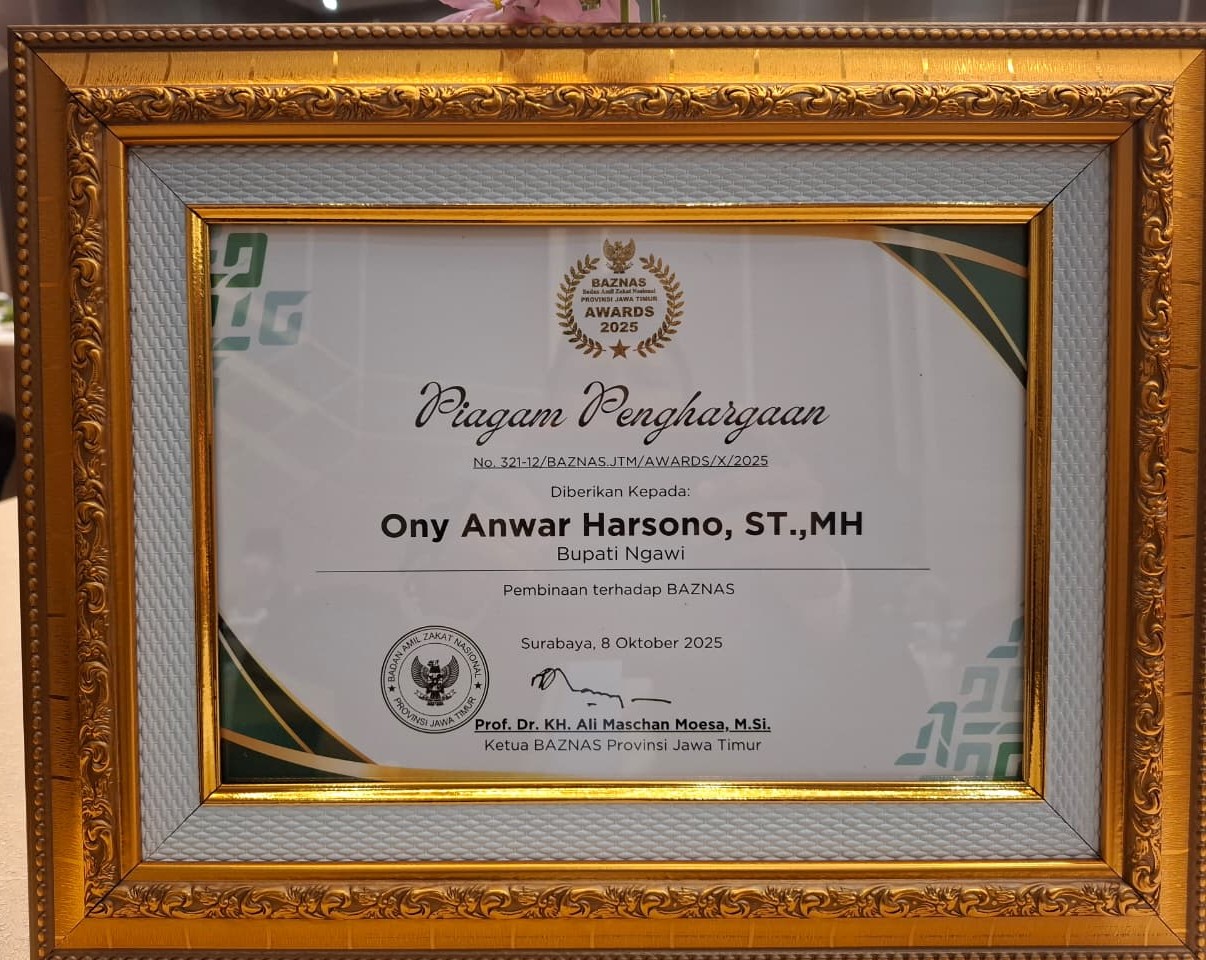 BAZNAS
Badan Amil Zakat Nasional
PROVINSI JAWA TIMUR
AWARDS
2025
Piagam Penghargaan
No. 321-12/BAZNAS.JTM/AWARDS/X/2025
Diberikan Kepada:
Ony Anwar Harsono, ST.,MH
Bupati Ngawi
Pembinaan terhadap BAZNAS
Surabaya, 8 Oktober 2025
BADAN AMIL ZAKAT NASIONAL
PROVINSI JAWA TIMUR
Prof. Dr. KH. Ali Maschan Moesa, M.Si.
Ketua BAZNAS Provinsi Jawa Timur